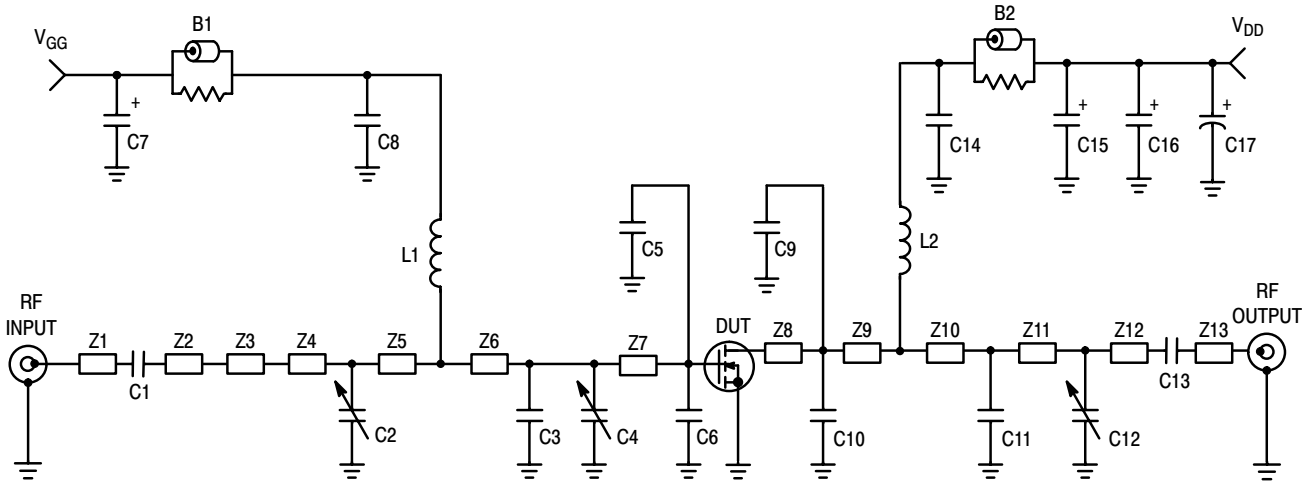 B1
B2
VGG
VDD
+
C7
C8
C14
+
C15
+
C16
+
C17
C5
C9
L1
L2
RF
INPUT
RF
OUTPUT
Z1
Z2
Z3
Z4
Z5
Z6
Z7
DUT
Z8
Z9
Z10
Z11
Z12
Z13
C1
C13
C2
C3
C4
C6
C10
C11
C12